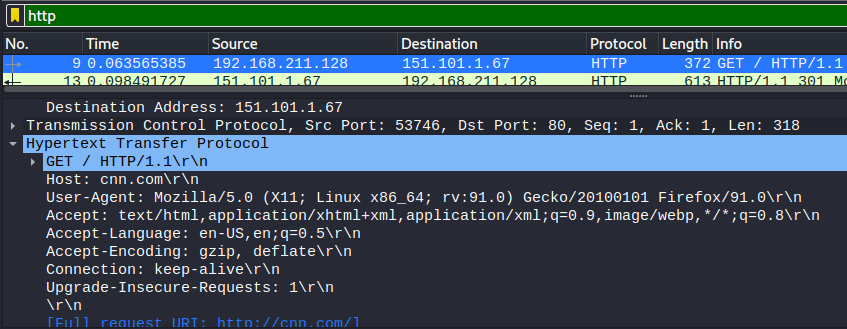 http
No. Time Source Destination Protocol Length Info
9 0.063565385 192.168.211.128 151.101.1.67 HTTP 372 GET / HTTP/1.1
13 0.098491727 151.101.1.67 192.168.211.128 HTTP 613 HTTP/1.1 301 Mo
Destination Address: 151.101.1.67
Transmission Control Protocol, Src Port: 53746, Dst Port: 80, Seq: 1, Ack: 1, Len: 318
Hypertext Transfer Protocol
GET / HTTP/1.1\r\n
Host: cnn.com\r\n
User-Agent: Mozilla/5.0 (X11; Linux x86_64; rv:91.0) Gecko/20100101 Firefox/91.0\r\n
Accept: text/html,application/xhtml+xml,application/xml;q=0.9,image/webp,*/*;q=0.8\r\n
Accept-Language: en-US,en;q=0.5\r\n
Accept-Encoding: gzip, deflate\r\n
Connection: keep-alive\r\n
Upgrade-Insecure-Requests: 1\r\n
\r\n
[Full request URI: http://cnn.com/]